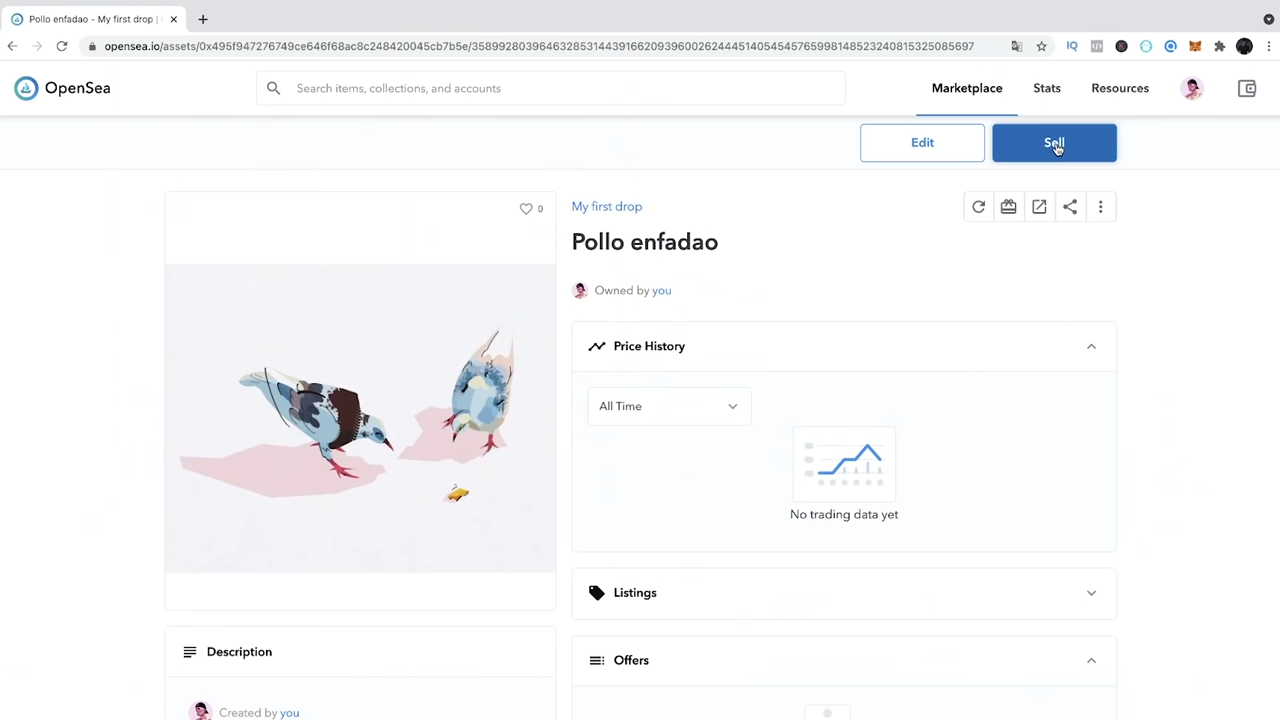 Pollo enfadao - My first drop |
opensea.io/assets/0x495f947276749ce646f68ac8c248420045cb7b5e/35899280396463285314439166209396002624445140545457659981485232408153250856​97
OpenSea
Search items, collections, and accounts
Marketplace
Stats
Resources
Edit
Sell
0
My first drop
Pollo enfadao
Owned by you
Price History
All Time
No trading data yet
Listings
Offers
Description
Created by you